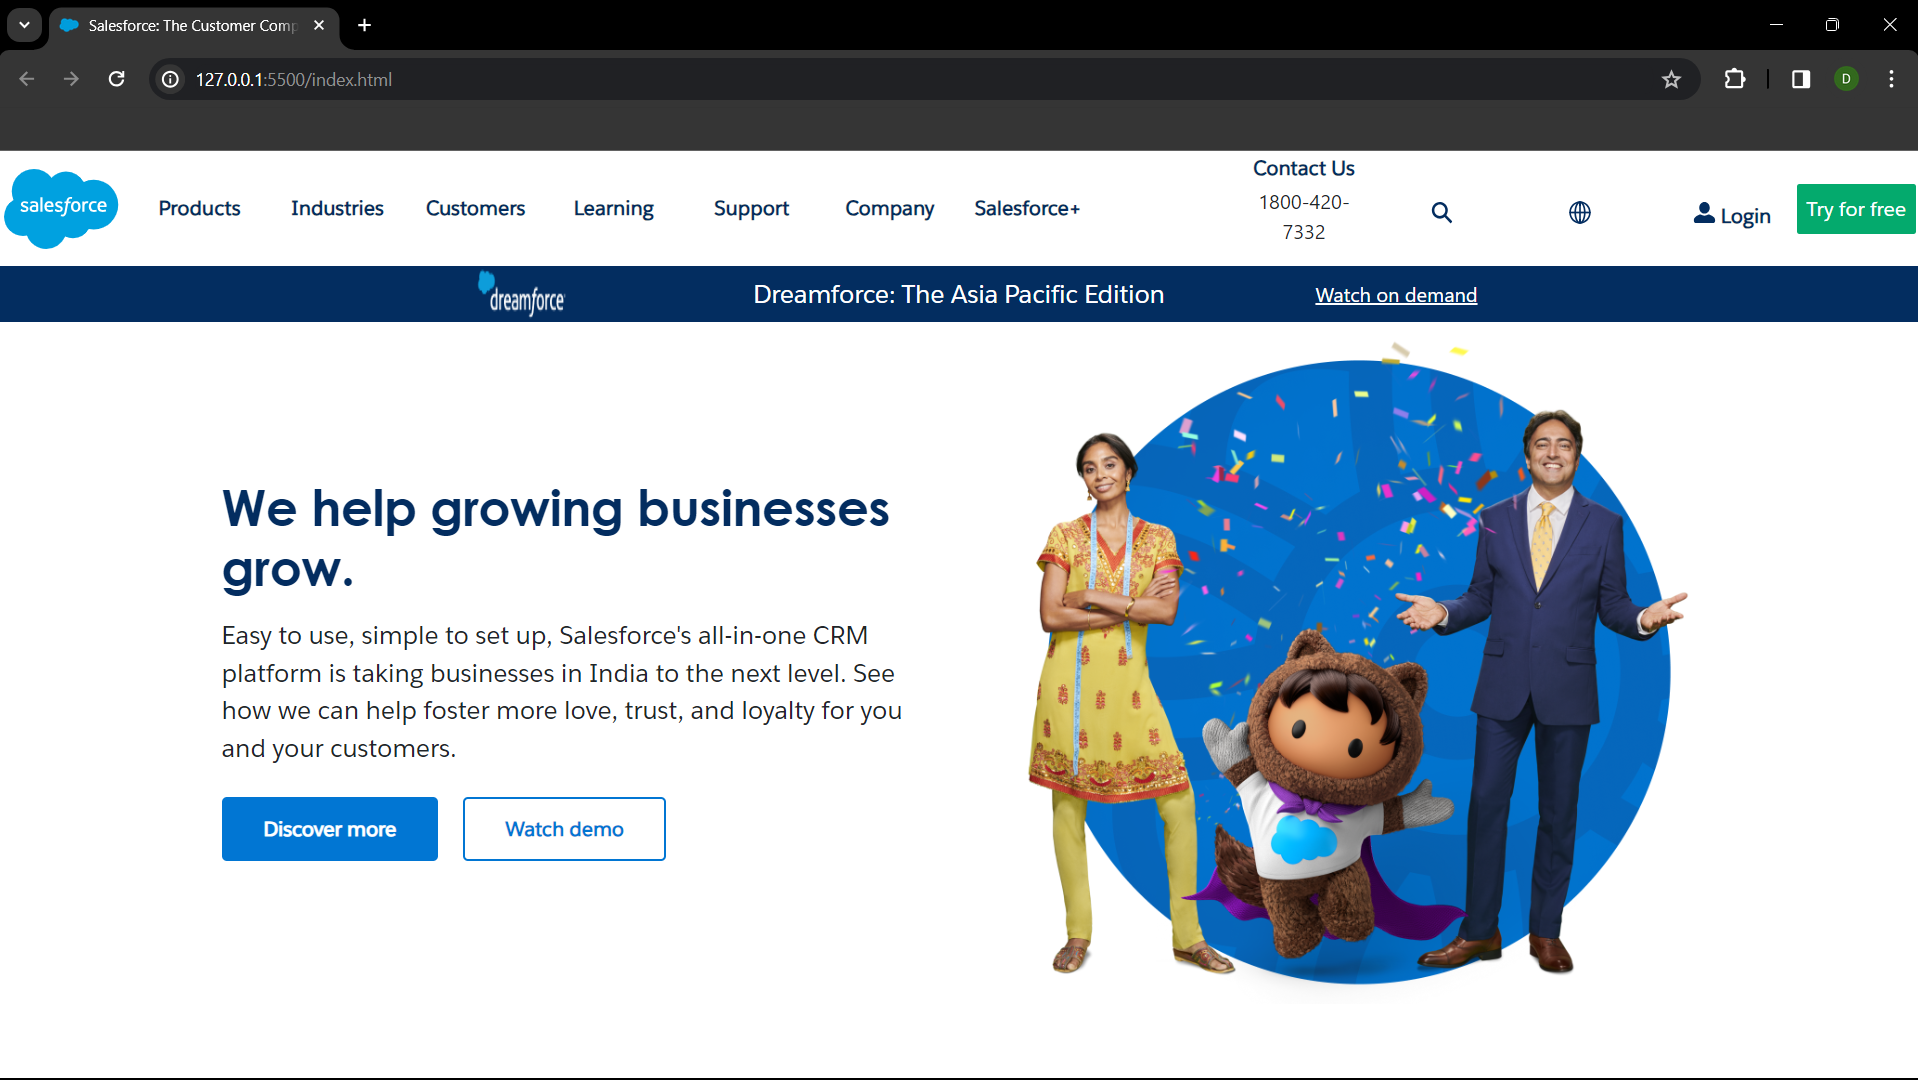 Salesforce: The Customer Comp
127.0.0.1:5500/index.html
D
salesforce
Products
Industries
Customers
Learning
Support
Company
Salesforce+
Contact Us
1800-420-
7332
Login
Try for free
dreamforce
Dreamforce: The Asia Pacific Edition
Watch on demand
We help growing businesses
grow.
Easy to use, simple to set up, Salesforce's all-in-one CRM
platform is taking businesses in India to the next level. See
how we can help foster more love, trust, and loyalty for you
and your customers.
Discover more
Watch demo